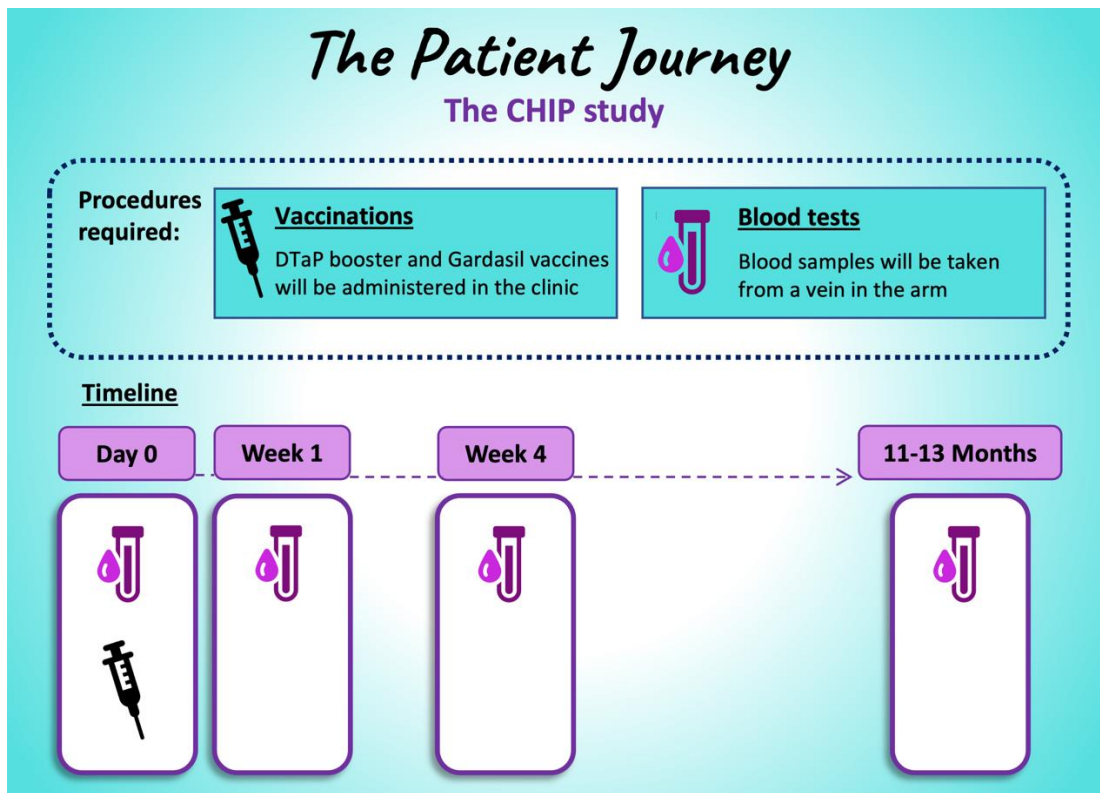 The Patient Journey
The CHIP study
Procedures
required:
Vaccinations
DTaP booster and Gardasil vaccines
will be administered in the clinic
Blood tests
Blood samples will be taken
from a vein in the arm
Timeline
Day 0
Week 1
Week 4
11-13 Months